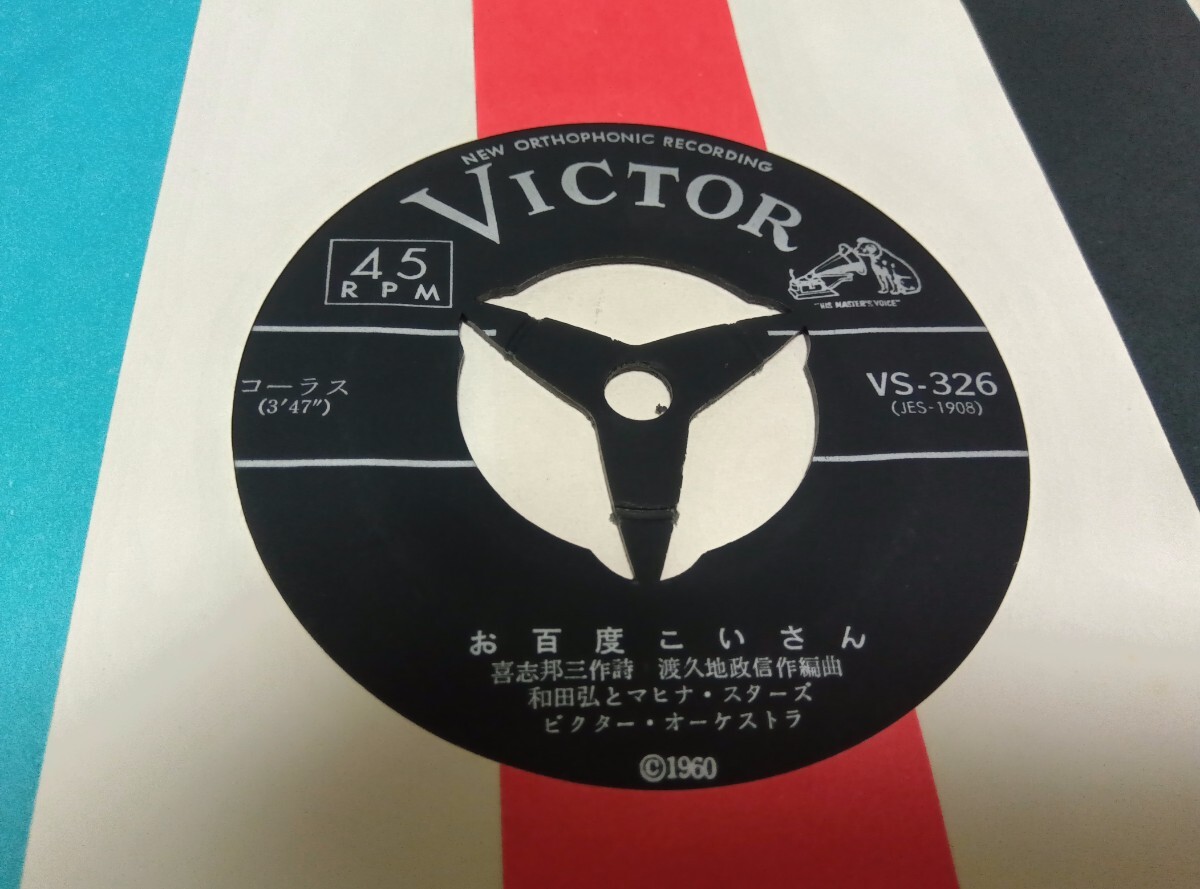 NEW ORTHOPHONIC RECORDING
VICTOR
45
RPM
"HIS MASTER'S VOICE"
コーラス
(3′47″)
VS-326
(JES-1908)
お百度こいさん
喜志邦三作詩 渡久地政信作編曲
和田弘とマヒナ・スターズ
ビクター・オーケストラ
©1960